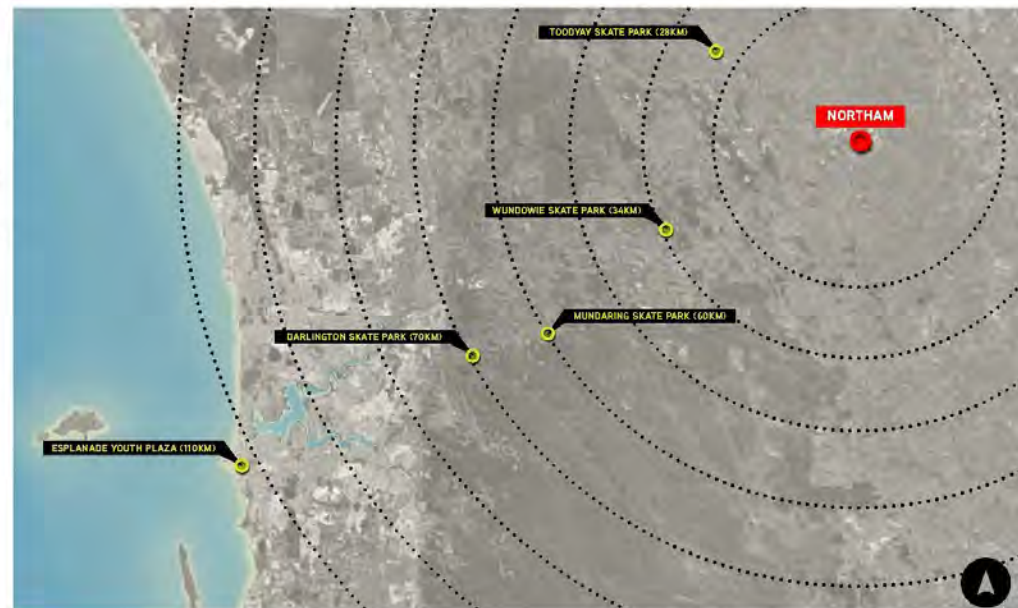 TOODYAY SKATE PARK (28KM)
NORTHAM
WUNDOWIE SKATE PARK (34KM)
MUNDARING SKATE PARK (60KM)
DARLINGTON SKATE PARK (70KM)
ESPLANADE YOUTH PLAZA (110KM)